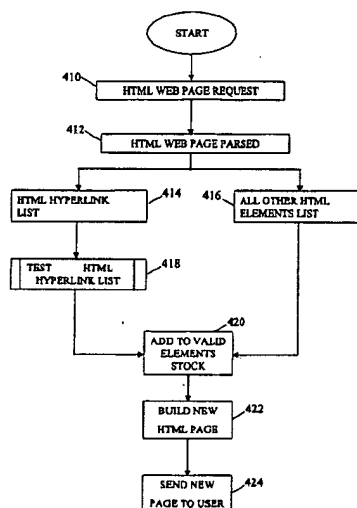 START
410
HTML WEB PAGE REQUEST
412
HTML WEB PAGE PARSED
HTML HYPERLINK
LIST
414
416
ALL OTHER HTML
ELEMENTS LIST
TEST HTML
HYPERLINK LIST
418
420
ADD TO VALID
ELEMENTS
STOCK
BUILD NEW
HTML PAGE
422
SEND NEW
PAGE TO USER
424